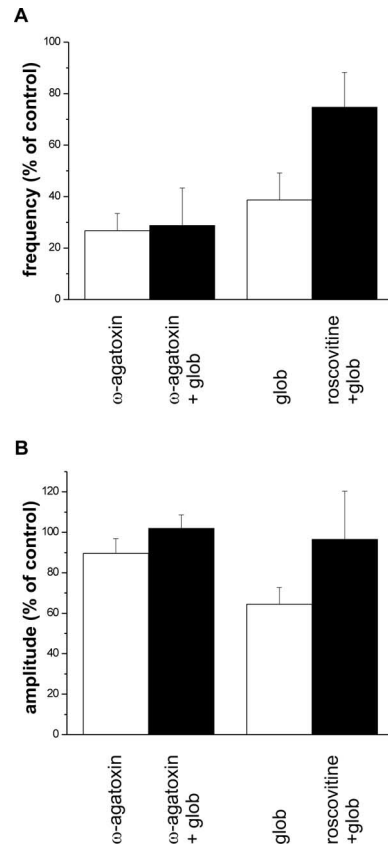 A
100
80
60
40
20
0
frequency (% of control)
ω-agatoxin
ω-agatoxin
+ glob
glob
roscovitine
+glob
B
120
100
80
60
40
20
0
amplitude (% of control)
ω-agatoxin
ω-agatoxin
+ glob
glob
roscovitine
+glob